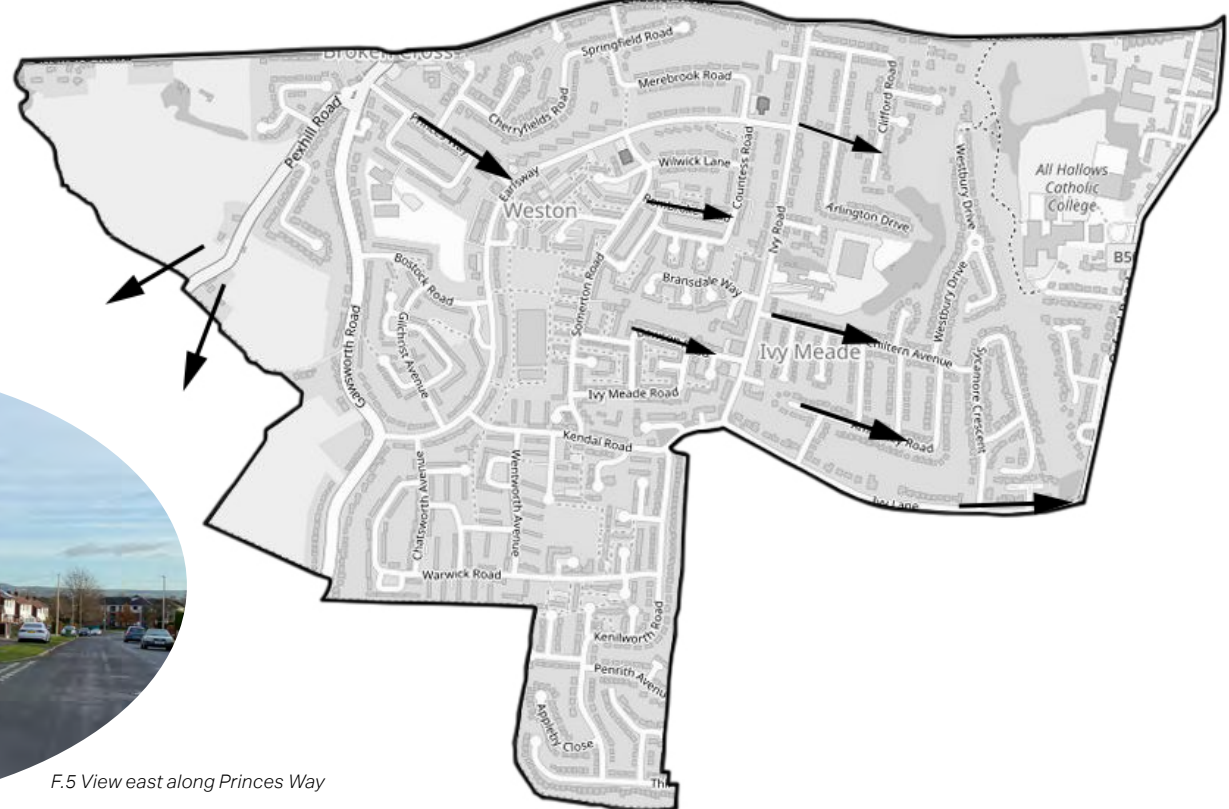 Broken Cross
Springfield Road
Merebrook Road
Clifford Road
Cherryfields Road
Pexhill Road
Earlsway
Wilwick Lane
Countess Road
All Hallows
Catholic
College
Westbury Drive
Weston
Arlington Drive
Ivy Road
B5
Bostock Road
Somerton Road
Bransdale Way
Westbury Drive
Gilchrist Avenue
Gawsworth Road
Ivy Meade
Chiltern Avenue
Sycamore Crescent
Ivy Meade Road
Kendal Road
Road
Chatsworth Avenue
Wentworth Avenue
Ivy Lane
Warwick Road
Kenilworth Road
Penrith Avenu
Appleby Close
F.5 View east along Princes Way